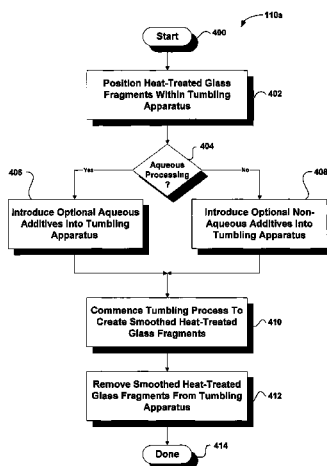 110a
Start
400
Position Heat-Treated Glass
Fragments Within Tumbling
Apparatus
402
404
Aqueous
Processing
?
Yes
No
406
408
Introduce Optional Aqueous
Additives Into Tumbling
Apparatus
Introduce Optional Non-
Aqueous Additives Into
Tumbling Apparatus
Commence Tumbling Process To
Create Smoothed Heat-Treated
Glass Fragments
410
Remove Smoothed Heat-Treated
Glass Fragments From Tumbling
Apparatus
412
Done
414